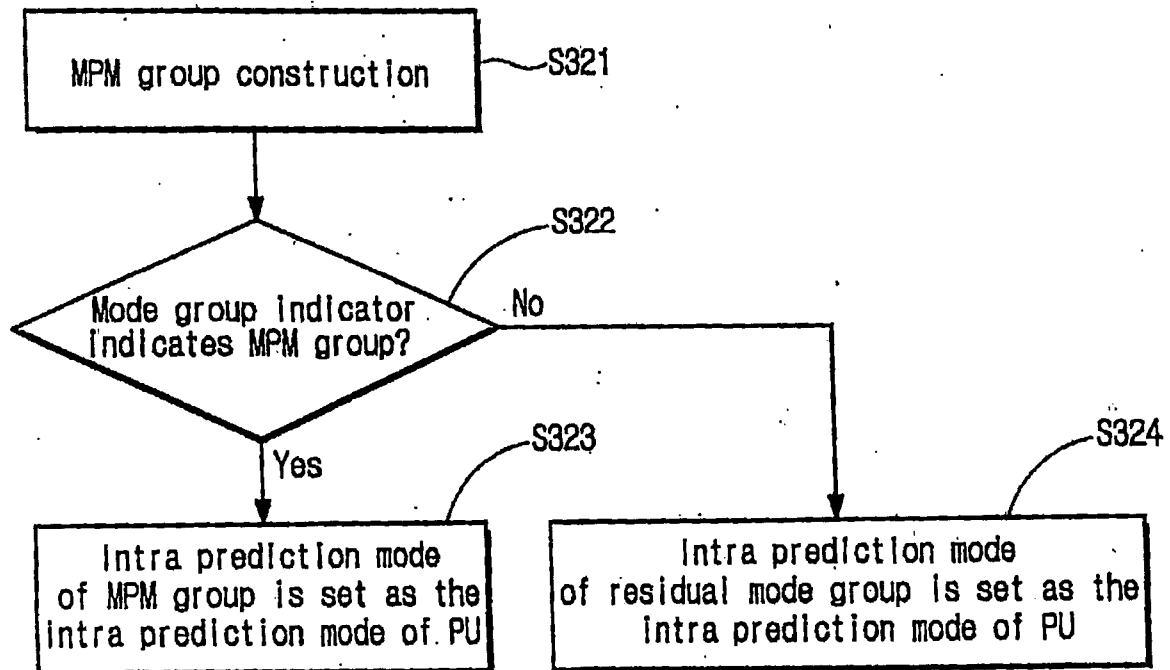 MPM group construction
S321
S322
Mode group indicator
indicates MPM group?
No
Yes
S323
S324
Intra prediction mode
of MPM group is set as the
intra prediction mode of PU
Intra prediction mode
of residual mode group is set as the
intra prediction mode of PU